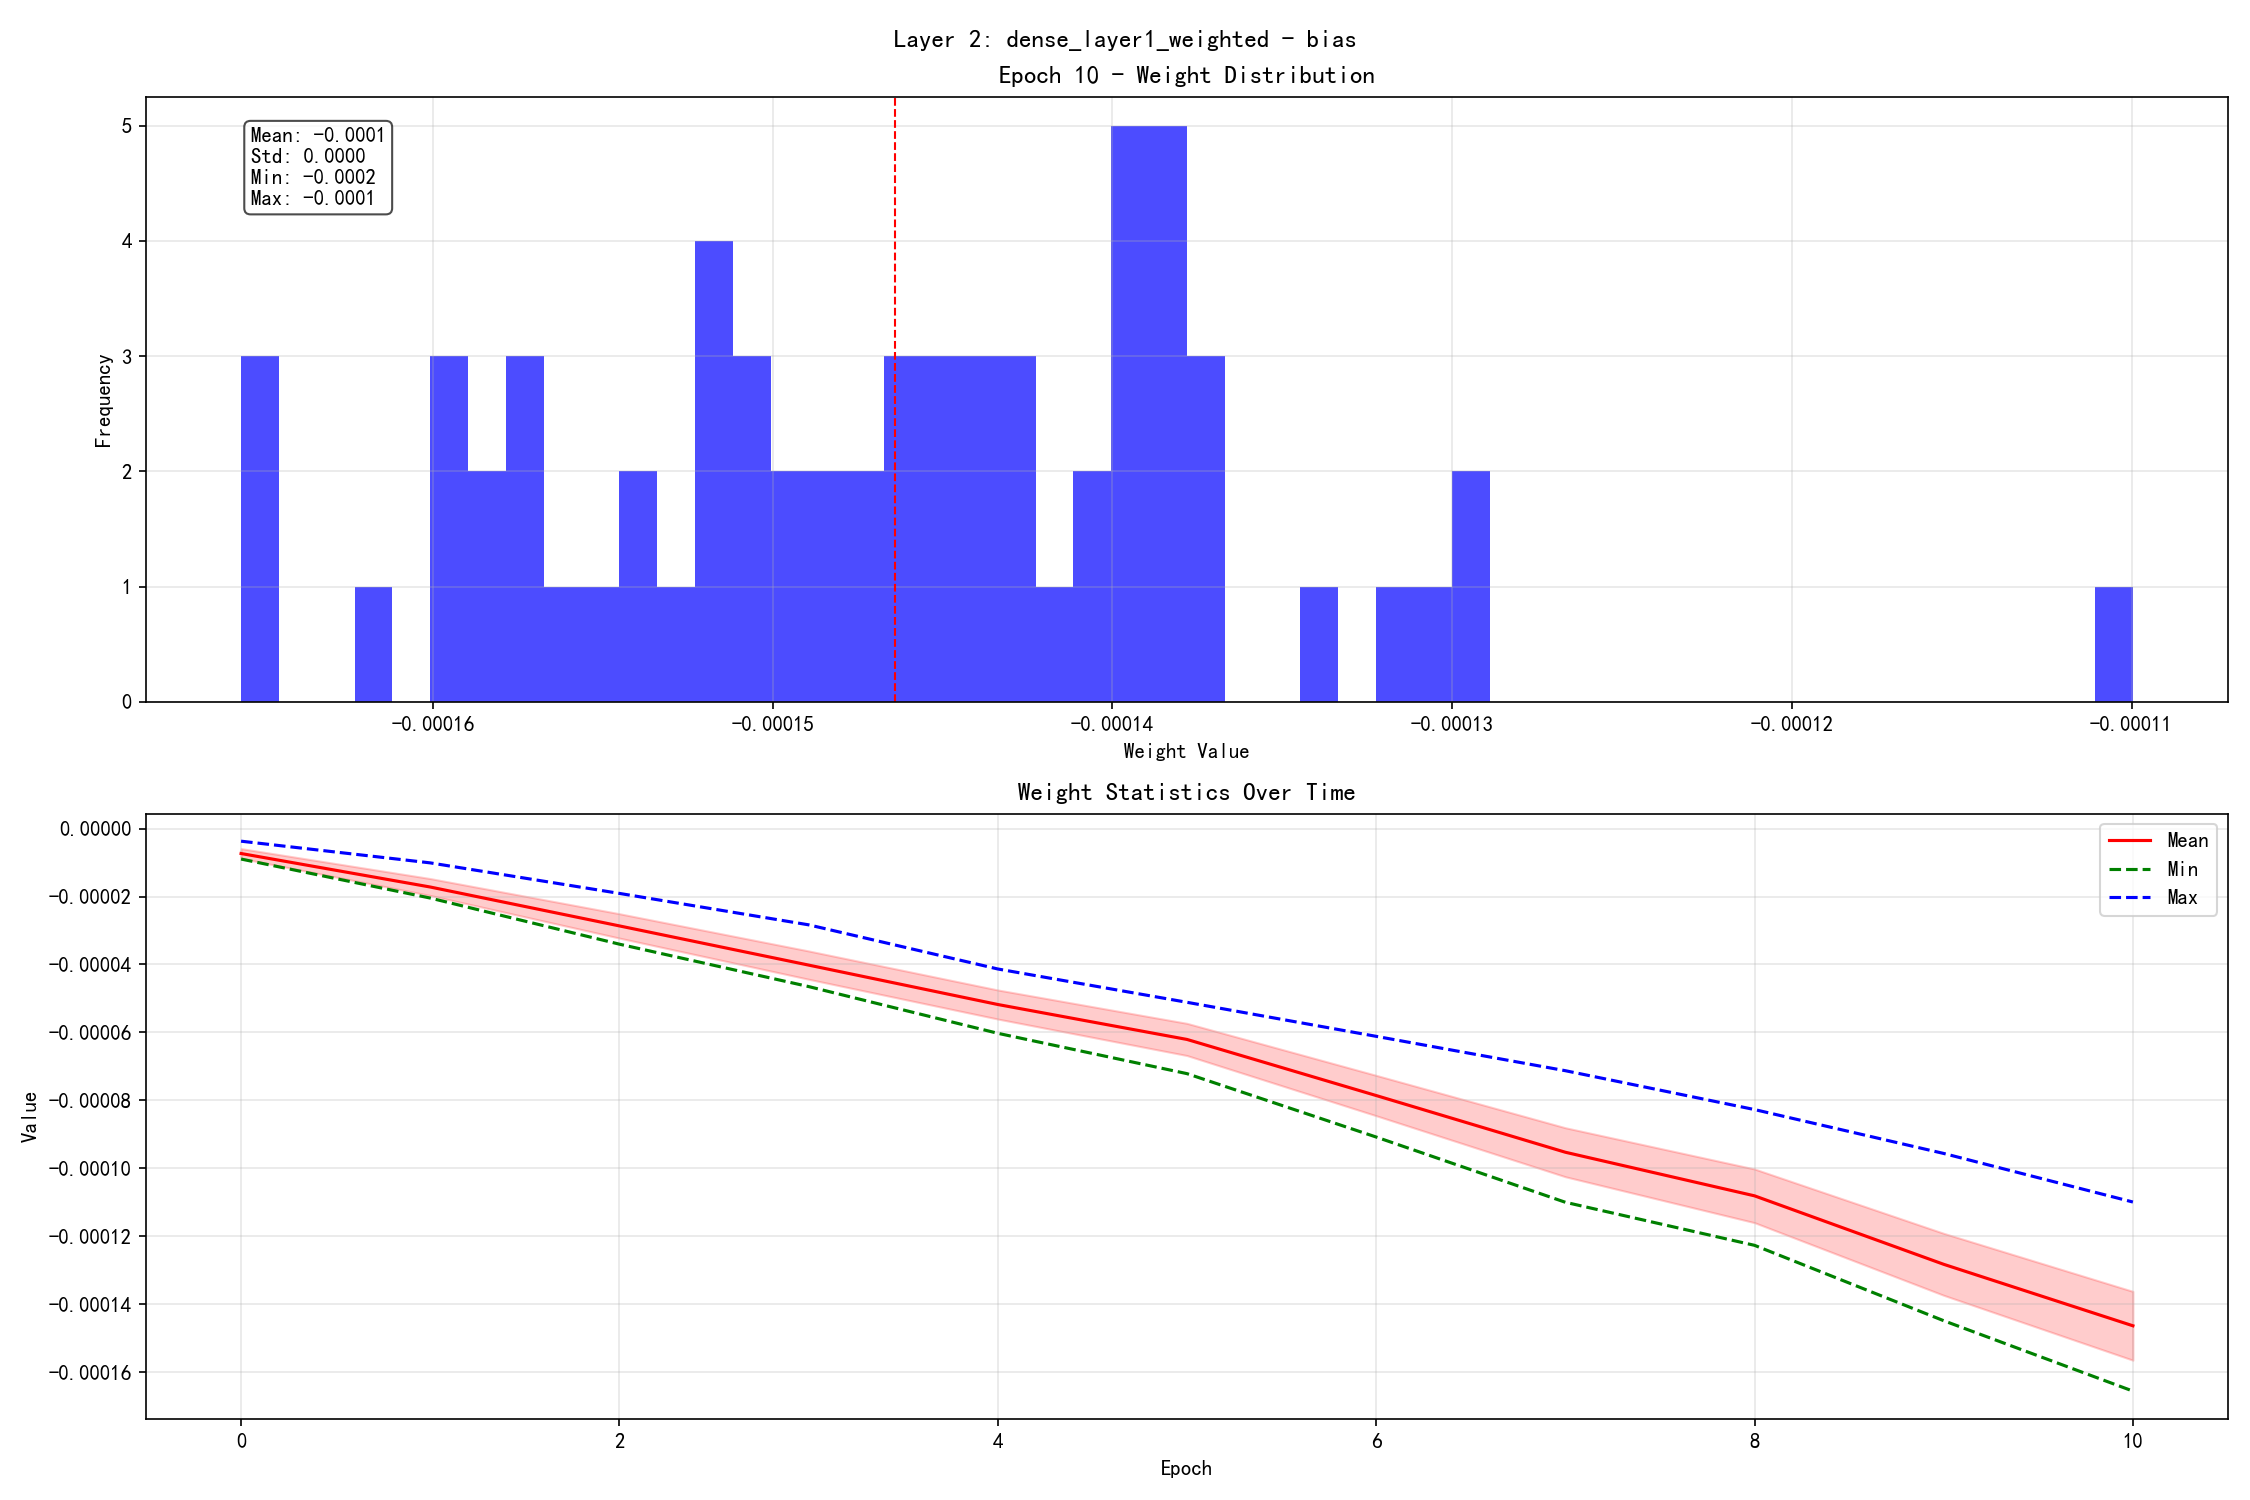 Layer 2: dense_layer1_weighted - bias
Epoch 10 - Weight Distribution
Mean: -0.0001
Std: 0.0000
Min: -0.0002
Max: -0.0001
5
4
3
2
1
0
Frequency
-0.00016 -0.00015 -0.00014 -0.00013 -0.00012 -0.00011
Weight Value
Weight Statistics Over Time
Mean
Min
Max
0.00000
-0.00002
-0.00004
-0.00006
-0.00008
-0.00010
-0.00012
-0.00014
-0.00016
Value
0 2 4 6 8 10
Epoch